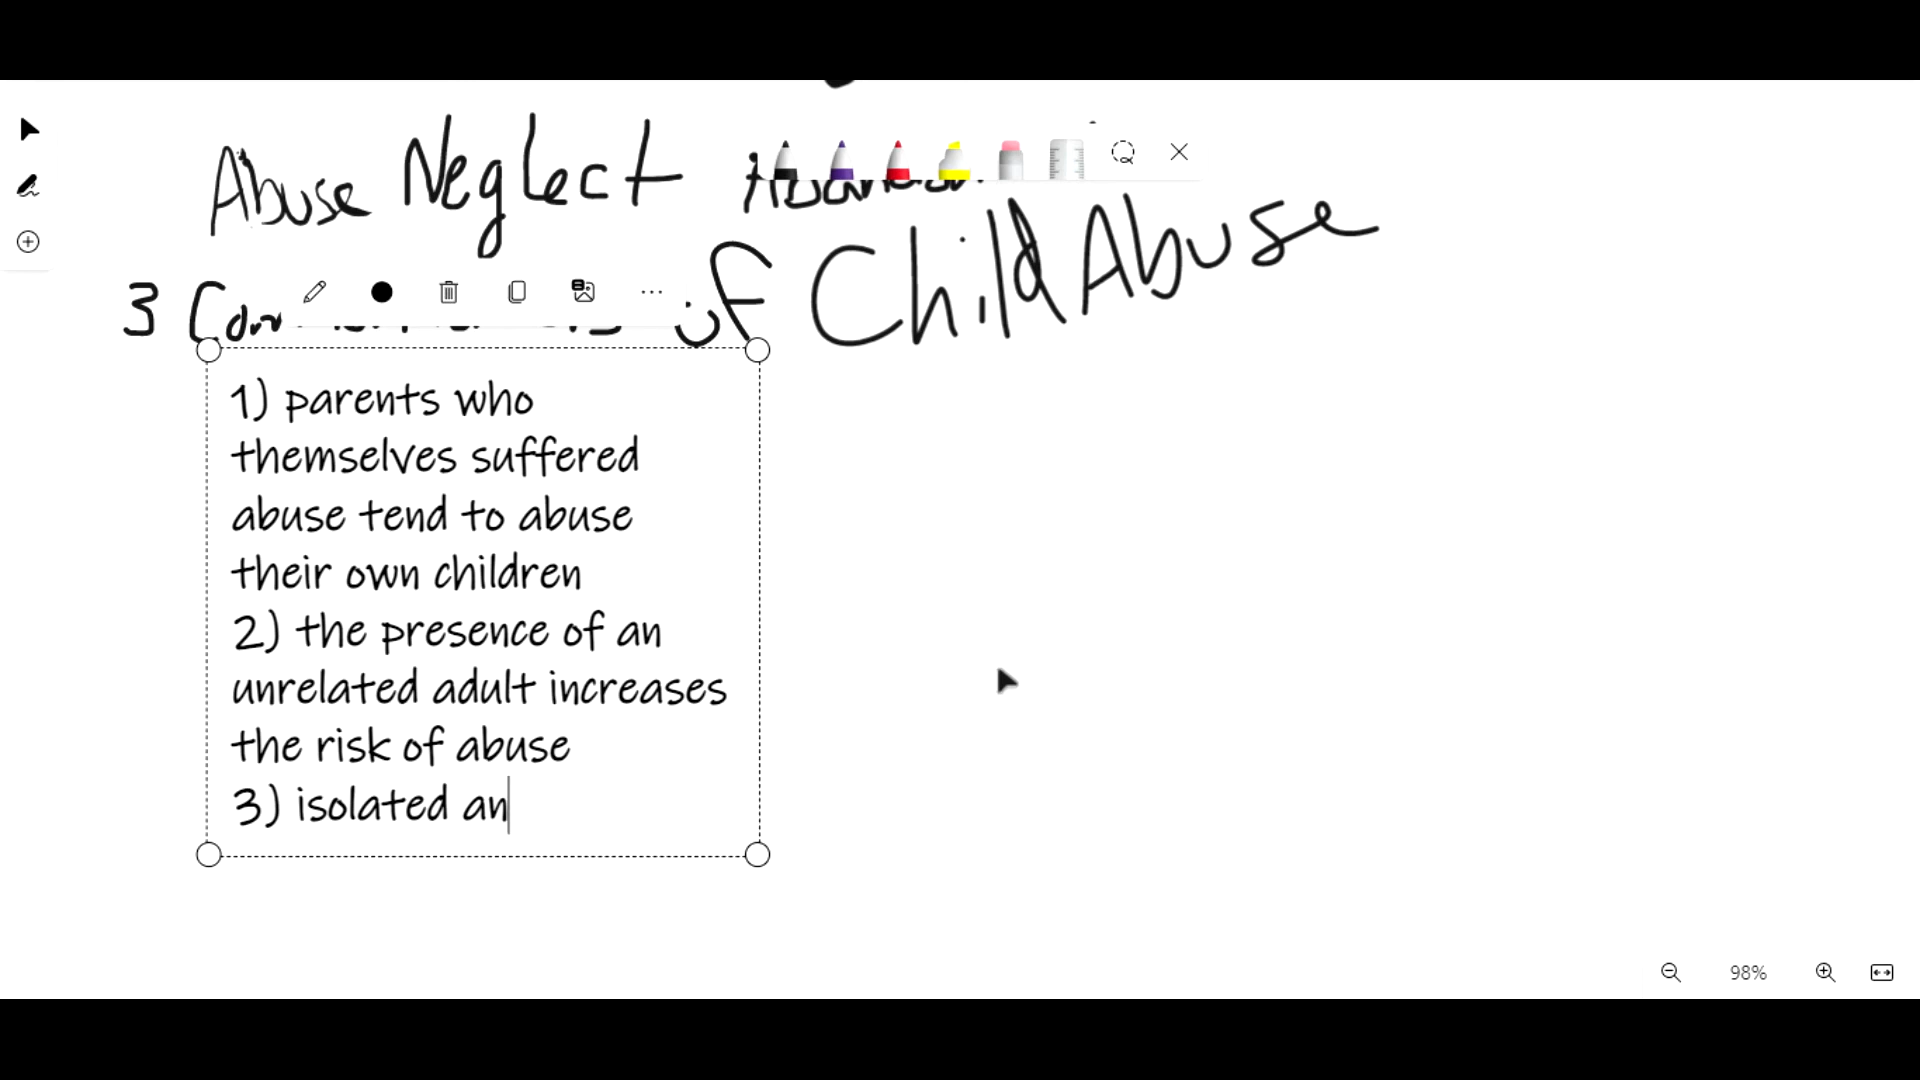 Abuse Neglect
3 of Child Abuse
1) parents who
themselves suffered
abuse tend to abuse
their own children
2) the presence of an
unrelated adult increases
the risk of abuse
3) isolated an
98%